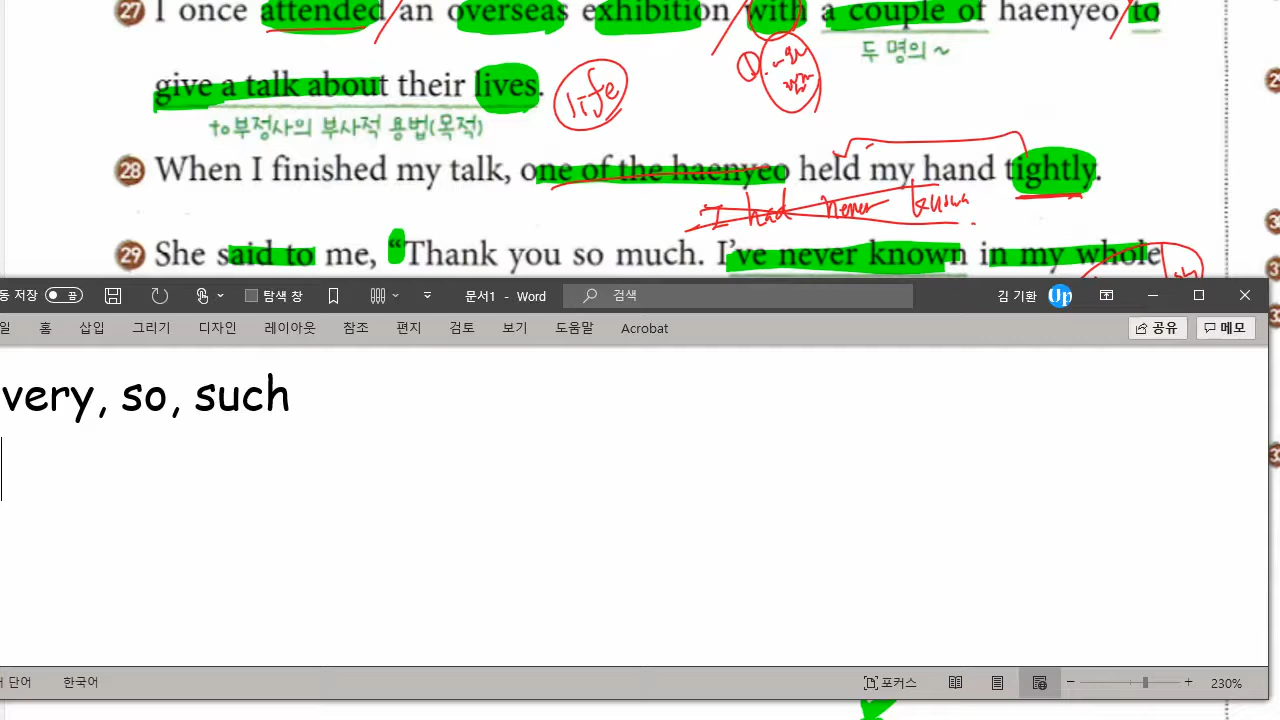 27 I once attended an overseas exhibition with a couple of haenyeo to
두 명의 ~
give a talk about their lives.
life
to부정사의 부사적 용법(목적)
28 When I finished my talk, one of the haenyeo held my hand tightly.
I had never known
29 She said to me, “Thank you so much. I’ve never known in my whole
동 저장 끔 탐색 창 문서1 - Word 검색 김 기환 Up
일 홈 삽입 그리기 디자인 레이아웃 참조 편지 검토 보기 도움말 Acrobat 공유 메모
very, so, such
단어 한국어 포커스 230%